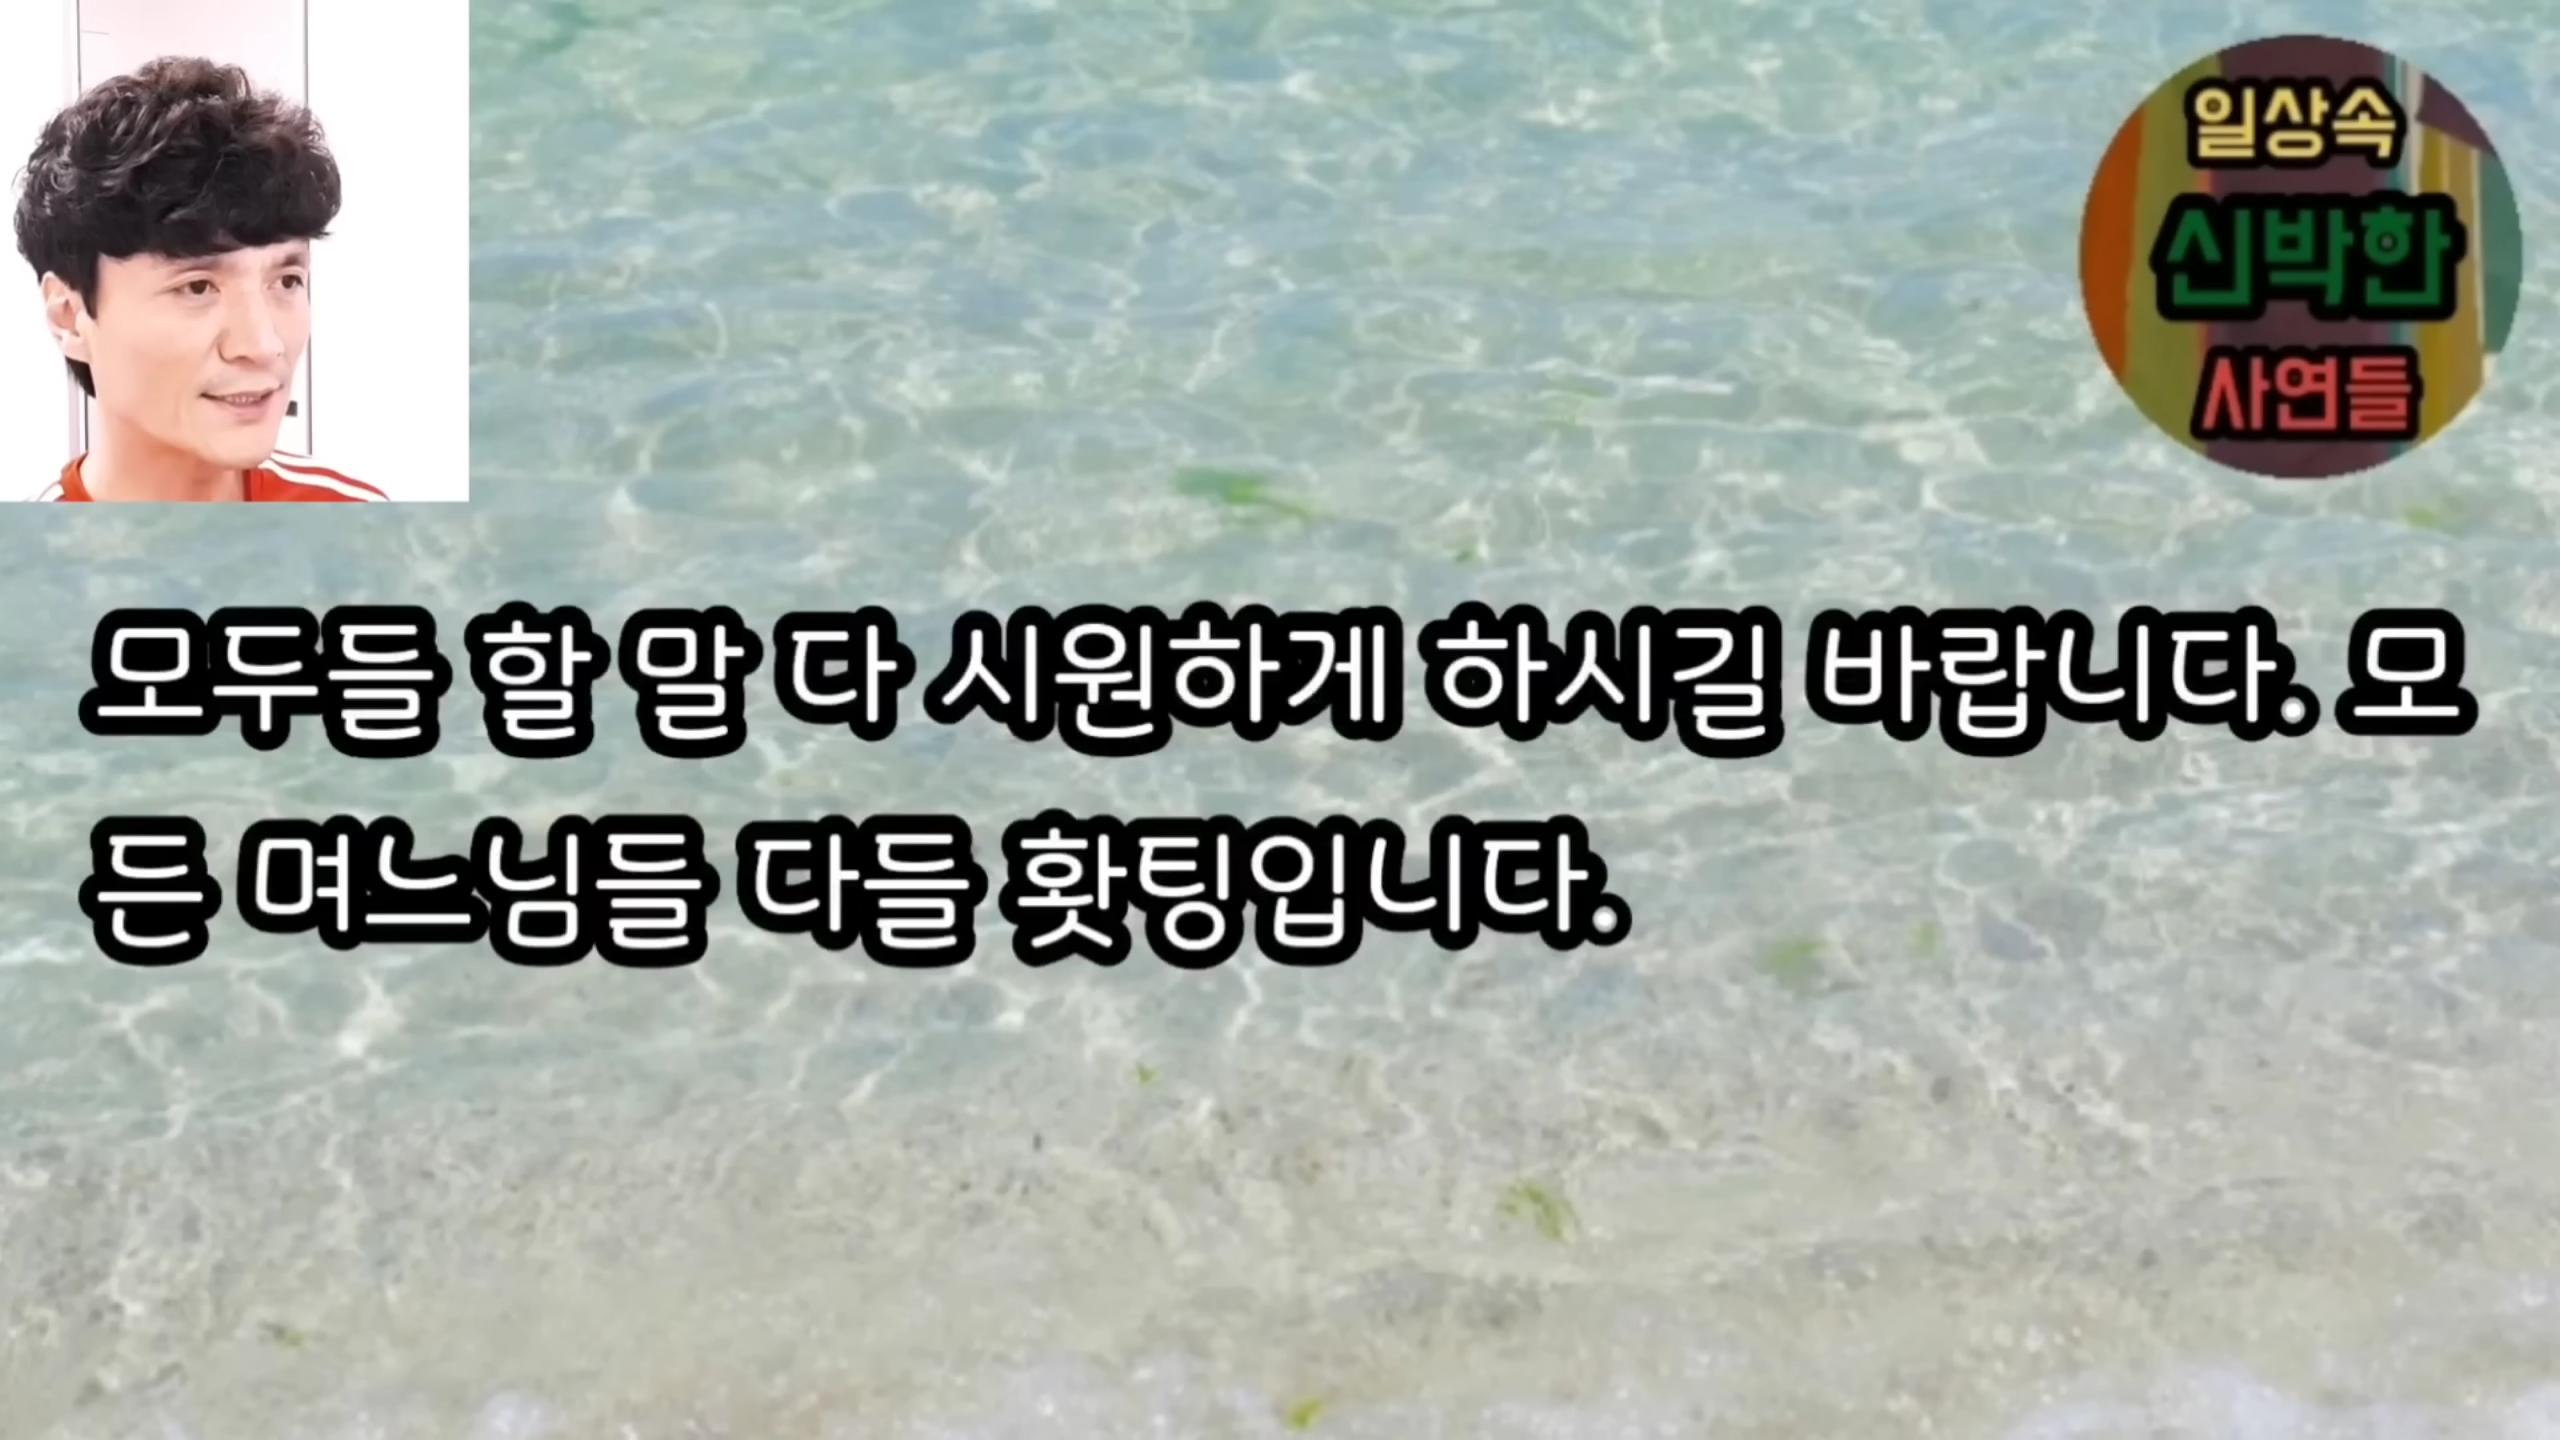 일상속
신박한
사연들
모두들 할 말 다 시원하게 하시길 바랍니다. 모
든 며느님들 다들 홧팅입니다.